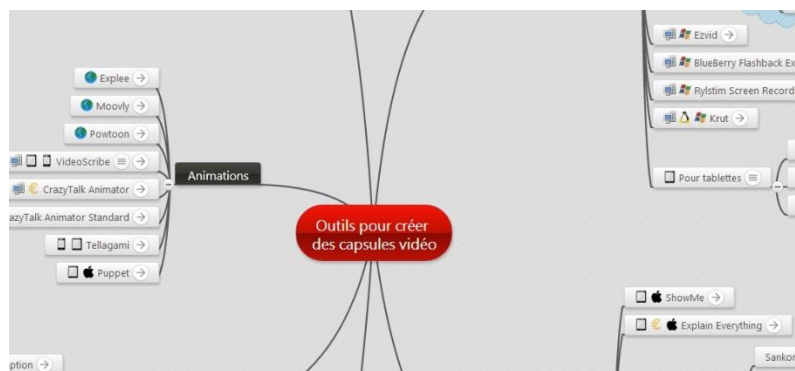 Explee
Moovly
Powtoon
VideoScribe
CrazyTalk Animator
azyTalk Animator Standard
Tellagami
Puppet
Animations
Outils pour créer
des capsules vidéo
Ezvid
BlueBerry Flashback Ex
Rylstim Screen Record
Krut
Pour tablettes
ShowMe
Explain Everything
Sankor
ption